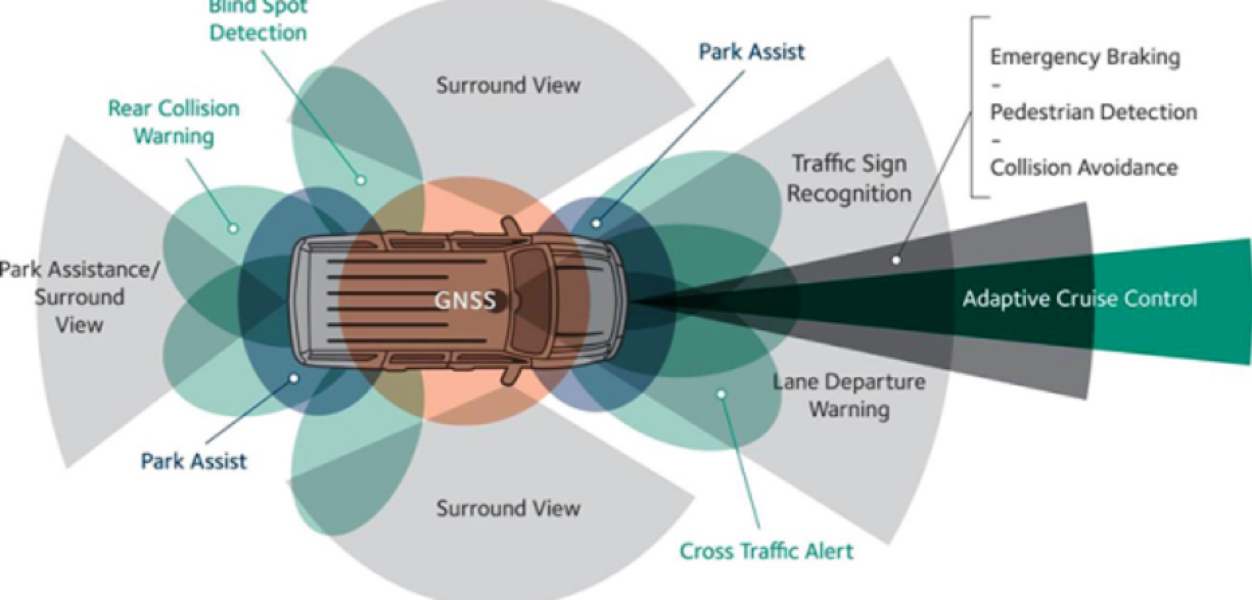 Blind Spot
Detection
Surround View
Park Assist
Emergency Braking
–
Pedestrian Detection
–
Collision Avoidance
Rear Collision
Warning
Traffic Sign
Recognition
Park Assistance/
Surround
View
GNSS
Adaptive Cruise Control
Lane Departure
Warning
Park Assist
Surround View
Cross Traffic Alert